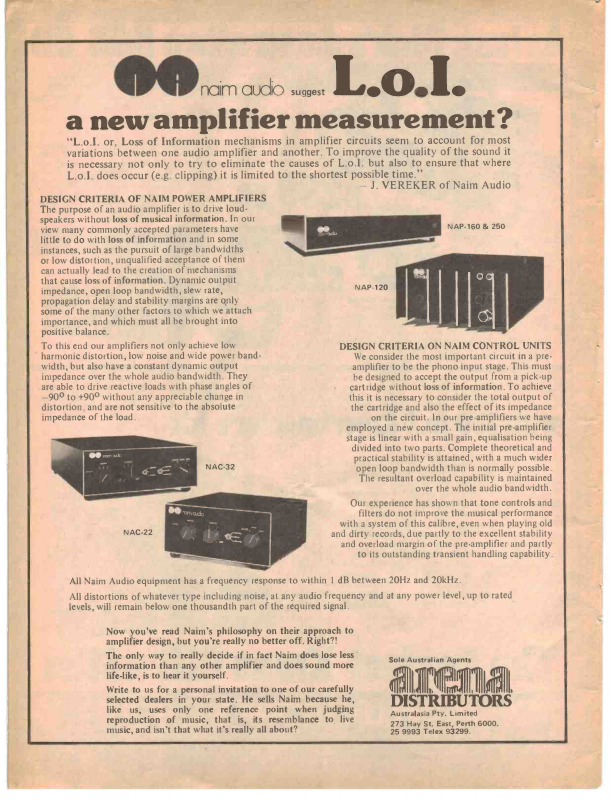 naim audio suggest L.o.I.
a new amplifier measurement?
"L.o.I. or, Loss of Information mechanisms in amplifier circuits seem to account for most
variations between one audio amplifier and another. To improve the quality of the sound it
is necessary not only to try to eliminate the causes of L.o.I. but also to ensure that where
L.o.I. does occur (e.g. clipping) it is limited to the shortest possible time."
– J. VEREKER of Naim Audio
DESIGN CRITERIA OF NAIM POWER AMPLIFIERS
The purpose of an audio amplifier is to drive loud-
speakers without loss of musical information. In our
view many commonly accepted parameters have
little to do with loss of information and in some
instances, such as the pursuit of large bandwidths
or low distortion, unqualified acceptance of them
can actually lead to the creation of mechanisms
that cause loss of information. Dynamic output
impedance, open loop bandwidth, slew rate,
propagation delay and stability margins are only
some of the many other factors to which we attach
importance, and which must all be brought into
positive balance.
To this end our amplifiers not only achieve low
harmonic distortion, low noise and wide power band-
width, but also have a constant dynamic output
impedance over the whole audio bandwidth. They
are able to drive reactive loads with phase angles of
–90° to +90° without any appreciable change in
distortion, and are not sensitive to the absolute
impedance of the load.
NAP-160 & 250
NAP-120
DESIGN CRITERIA ON NAIM CONTROL UNITS
We consider the most important circuit in a pre-
amplifier to be the phono input stage. This must
be designed to accept the output from a pick-up
cartridge without loss of information. To achieve
this it is necessary to consider the total output of
the cartridge and also the effect of its impedance
on the circuit. In our pre-amplifiers we have
employed a new concept. The initial pre-amplifier
stage is linear with a small gain, equalisation being
divided into two parts. Complete theoretical and
practical stability is attained, with a much wider
open loop bandwidth than is normally possible.
The resultant overload capability is maintained
over the whole audio bandwidth.
Our experience has shown that tone controls and
filters do not improve the musical performance
with a system of this calibre, even when playing old
and dirty records, due partly to the excellent stability
and overload margin of the pre-amplifier and partly
to its outstanding transient handling capability.
naim audio
NAC-32
naim audio
NAC-22
All Naim Audio equipment has a frequency response to within 1 dB between 20Hz and 20kHz.
All distortions of whatever type including noise, at any audio frequency and at any power level, up to rated
levels, will remain below one thousandth part of the required signal.
Now you've read Naim's philosophy on their approach to
amplifier design, but you're really no better off. Right?!
The only way to really decide if in fact Naim does lose less
information than any other amplifier and does sound more
life-like, is to hear it yourself.
Write to us for a personal invitation to one of our carefully
selected dealers in your state. He sells Naim because he,
like us, uses only one reference point when judging
reproduction of music, that is, its resemblance to live
music, and isn't that what it's really all about?
Sole Australian Agents
arena
DISTRIBUTORS
Australasia Pty. Limited
273 Hay St. East, Perth 6000.
25 9993 Telex 93299.